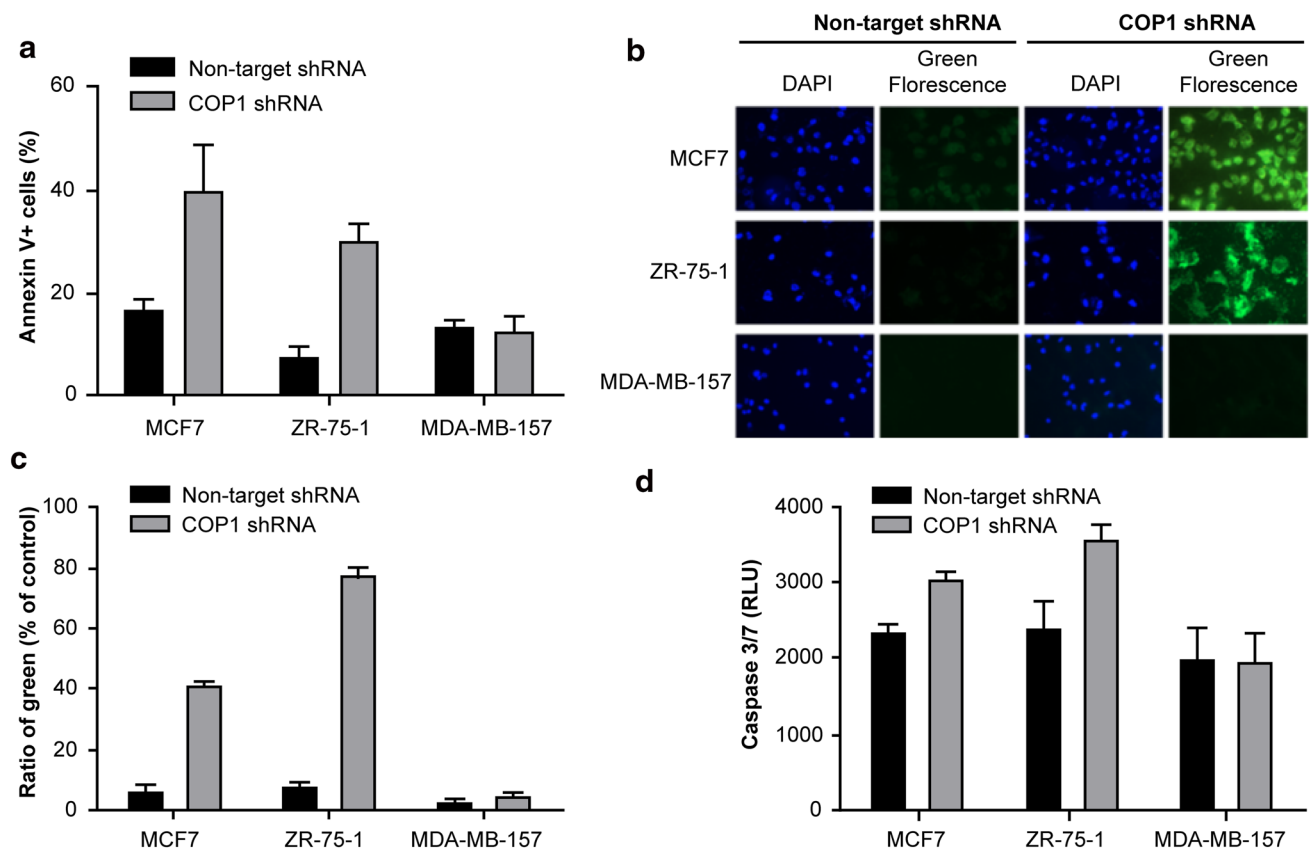 a
Non-target shRNA
COP1 shRNA
Annexin V+ cells (%)
60
40
20
0
MCF7
ZR-75-1
MDA-MB-157
b
Non-target shRNA
COP1 shRNA
DAPI
Green
Florescence
DAPI
Green
Florescence
MCF7
ZR-75-1
MDA-MB-157
c
Non-target shRNA
COP1 shRNA
Ratio of green (% of control)
100
80
60
40
20
0
MCF7
ZR-75-1
MDA-MB-157
d
Non-target shRNA
COP1 shRNA
Caspase 3/7 (RLU)
4000
3000
2000
1000
0
MCF7
ZR-75-1
MDA-MB-157